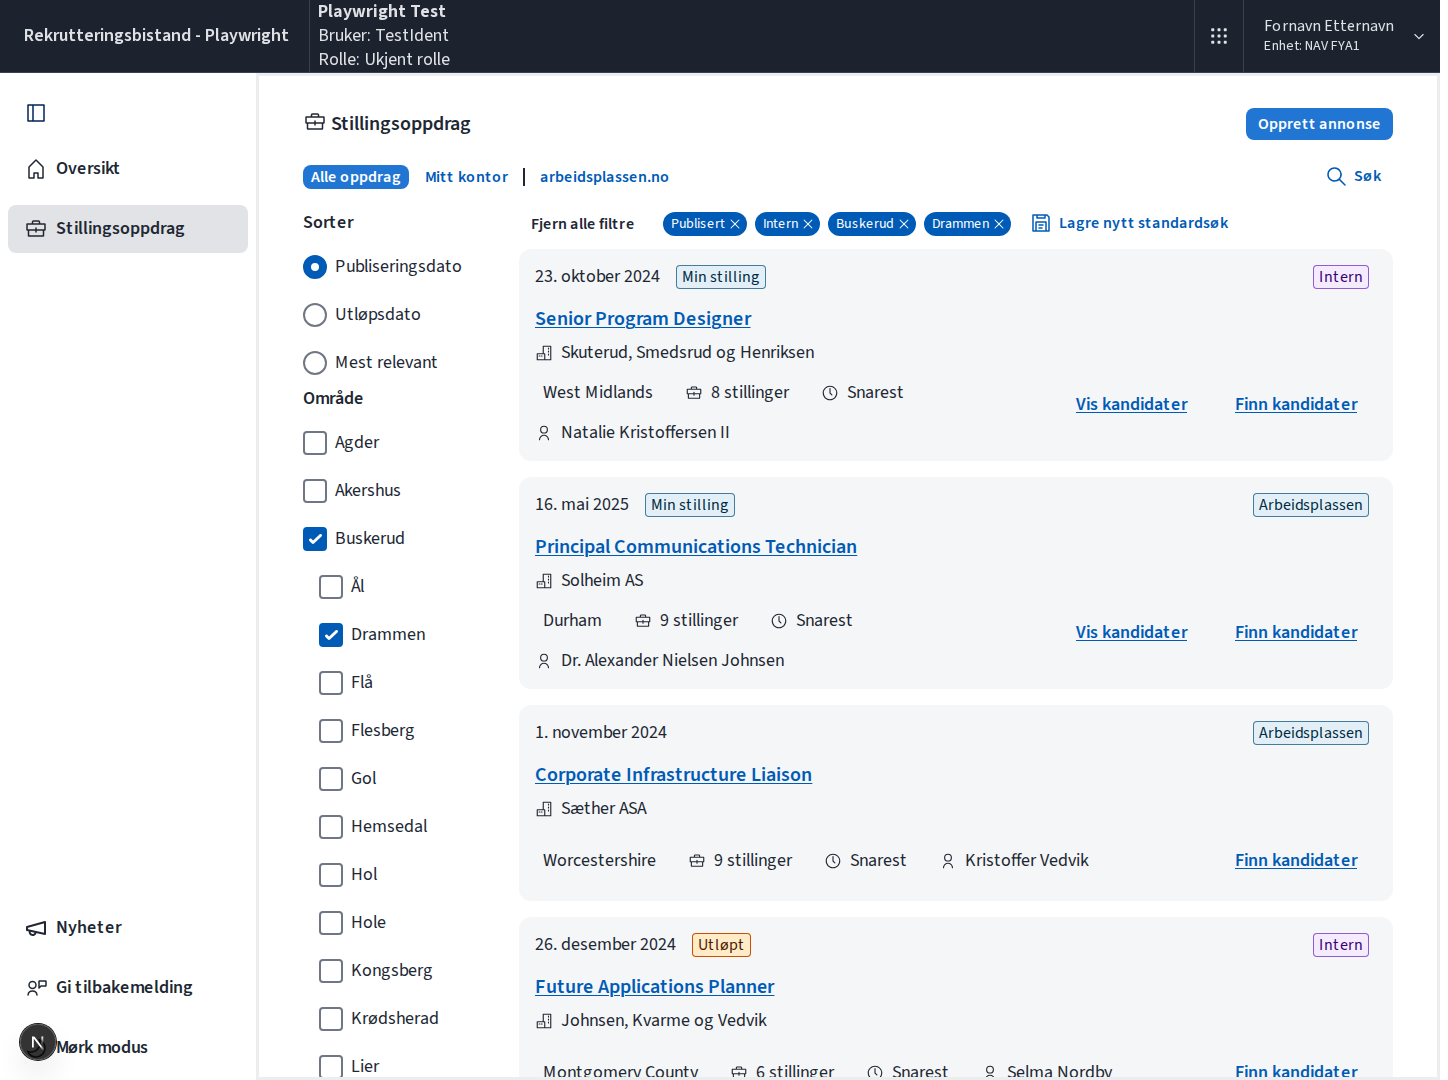 Rekrutteringsbistand - Playwright
Playwright Test
Bruker: TestIdent
Rolle: Ukjent rolle
Fornavn Etternavn
Enhet: NAV FYA1
Oversikt
Stillingsoppdrag
Nyheter
Gi tilbakemelding
N
Mørk modus
Stillingsoppdrag
Opprett annonse
Alle oppdrag
Mitt kontor
arbeidsplassen.no
Søk
Sorter
Publiseringsdato
Utløpsdato
Mest relevant
Område
Agder
Akershus
Buskerud
Ål
Drammen
Flå
Flesberg
Gol
Hemsedal
Hol
Hole
Kongsberg
Krødsherad
Lier
Fjern alle filtre
Publisert
Intern
Buskerud
Drammen
Lagre nytt standardsøk
23. oktober 2024 Min stilling Intern
Senior Program Designer
Skuterud, Smedsrud og Henriksen
West Midlands 8 stillinger Snarest
Vis kandidater Finn kandidater
Natalie Kristoffersen II
16. mai 2025 Min stilling Arbeidsplassen
Principal Communications Technician
Solheim AS
Durham 9 stillinger Snarest
Vis kandidater Finn kandidater
Dr. Alexander Nielsen Johnsen
1. november 2024 Arbeidsplassen
Corporate Infrastructure Liaison
Sæther ASA
Worcestershire 9 stillinger Snarest Kristoffer Vedvik Finn kandidater
26. desember 2024 Utløpt Intern
Future Applications Planner
Johnsen, Kvarme og Vedvik
Montgomery County 6 stillinger Snarest Selma Nordby Finn kandidater